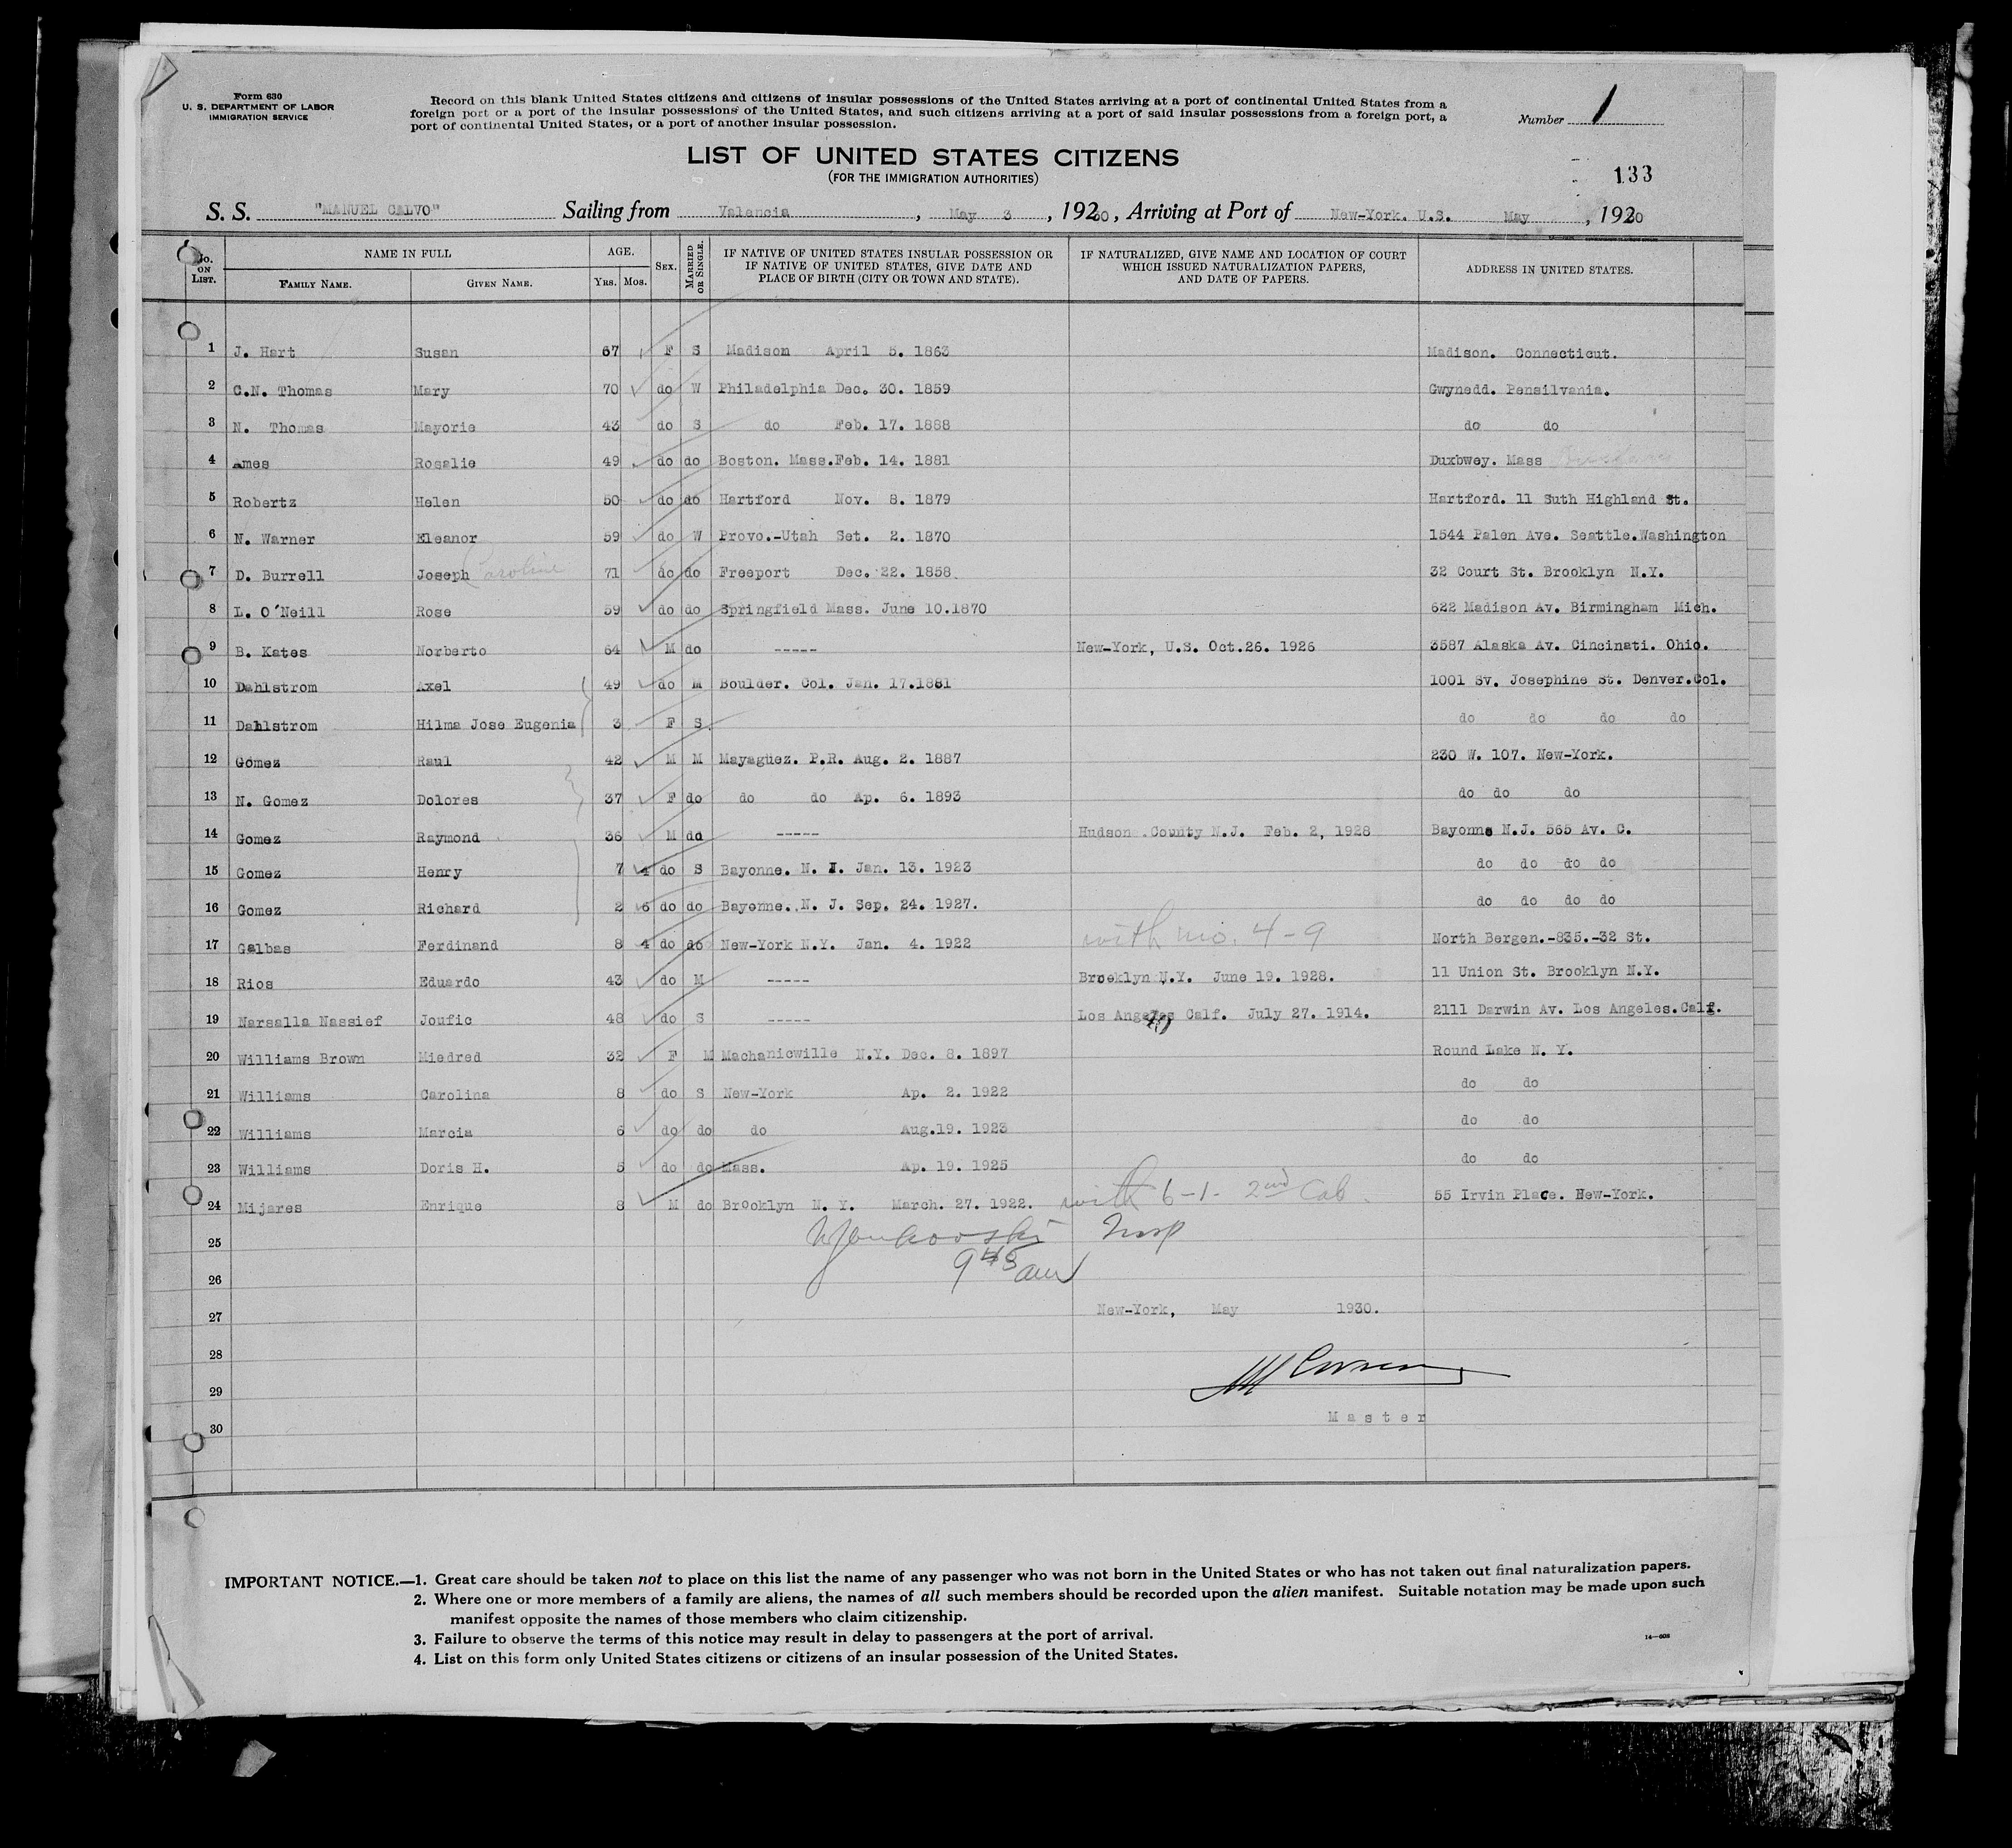 Form 630
U. S. DEPARTMENT OF LABOR
IMMIGRATION SERVICE
Record on this blank United States citizens and citizens of insular possessions of the United States arriving at a port of continental United States from a
foreign port or a port of the insular possessions of the United States, and such citizens arriving at a port of said insular possessions from a foreign port, a
port of continental United States, or a port of another insular possession.
Number 1
LIST OF UNITED STATES CITIZENS
(FOR THE IMMIGRATION AUTHORITIES)
133
S. S. "MANUEL CALVO" Sailing from Valencia , May 3 , 19230 , Arriving at Port of New-York. U.S. May , 19230
No. ON LIST. NAME IN FULL FAMILY NAME. GIVEN NAME. AGE. YRS. MOS. SEX. MARRIED OR SINGLE. IF NATIVE OF UNITED STATES INSULAR POSSESSION OR IF NATIVE OF UNITED STATES, GIVE DATE AND PLACE OF BIRTH (CITY OR TOWN AND STATE). IF NATURALIZED, GIVE NAME AND LOCATION OF COURT WHICH ISSUED NATURALIZATION PAPERS, AND DATE OF PAPERS. ADDRESS IN UNITED STATES.
1 J. Hart Susan 67 F S Madison April 5. 1863 Madison. Connecticut.
2 C.N. Thomas Mary 70 do W Philadelphia Dec. 30. 1859 Gwynedd. Pensilvania.
3 N. Thomas Mayorie 43 do S do Feb. 17. 1888 do do
4 Ames Rosalie 49 do do Boston. Mass.Feb. 14. 1881 Duxbwey. Mass
5 Robertz Helen 50 do do Hartford Nov. 8. 1879 Hartford. 11 Suth Highland St.
6 N. Warner Eleanor 59 do W Provo.-Utah Set. 2. 1870 1544 Palen Ave. Seattle.Washington
7 D. Burrell Joseph Caroline 71 do do Freeport Dec. 22. 1858 32 Court St. Brooklyn N.Y.
8 L. O'Neill Rose 59 do do Springfield Mass. June 10.1870 622 Madison Av. Birmingham Mich.
9 B. Kates Norberto 64 M do ----- New-York, U.S. Oct.26. 1926 3587 Alaska Av. Cincinati. Ohio.
10 Dahlstrom Axel 49 do M Boulder. Col. Jan. 17.1881 1001 Sv. Josephine St. Denver.Col.
11 Dahlstrom Hilma Jose Eugenia 3 F S do do do do
12 Gomez Raul 42 M M Mayaguez. P.R. Aug. 2. 1887 230 W. 107. New-York.
13 N. Gomez Dolores 37 F do do do Ap. 6. 1893 do do do
14 Gomez Raymond 36 M do ----- Hudson County N.J. Feb. 2, 1928 Bayonne N.J. 565 Av. C.
15 Gomez Henry 7 4 do S Bayonne. N. J. Jan. 13. 1923 do do do do
16 Gomez Richard 2 6 do do Bayonne. N. J. Sep. 24. 1927. do do do do
17 Galbas Ferdinand 8 4 do do New-York N.Y. Jan. 4. 1922 with mo. 4-9 North Bergen.-835.-32 St.
18 Rios Eduardo 43 do M ----- Brooklyn N.Y. June 19. 1928. 11 Union St. Brooklyn N.Y.
19 Marsalla Nassief Joufic 48 do S ----- Los Angeles Calf. July 27. 1914. 2111 Darwin Av. Los Angeles.Calf.
40
20 Williams Brown Miedred 32 F M Machanicwille N.Y. Dec. 8. 1897 Round Lake N. Y.
21 Williams Carolina 8 do S New-York Ap. 2. 1922 do do
22 Williams Marcia 6 do do do Aug.19. 1923 do do
23 Williams Doris H. 5 do do Mass. Ap. 19. 1925 do do
24 Mijares Enrique 8 M do Brooklyn N. Y. March. 27. 1922. with 6-1- 2nd Cab. 55 Irvin Place. New-York.
25 Insp
26 9 45 am
27 New-York, May 1930.
28
29
30 Master
IMPORTANT NOTICE.—1. Great care should be taken not to place on this list the name of any passenger who was not born in the United States or who has not taken out final naturalization papers.
2. Where one or more members of a family are aliens, the names of all such members should be recorded upon the alien manifest. Suitable notation may be made upon such
manifest opposite the names of those members who claim citizenship.
3. Failure to observe the terms of this notice may result in delay to passengers at the port of arrival.
4. List on this form only United States citizens or citizens of an insular possession of the United States.
14—608